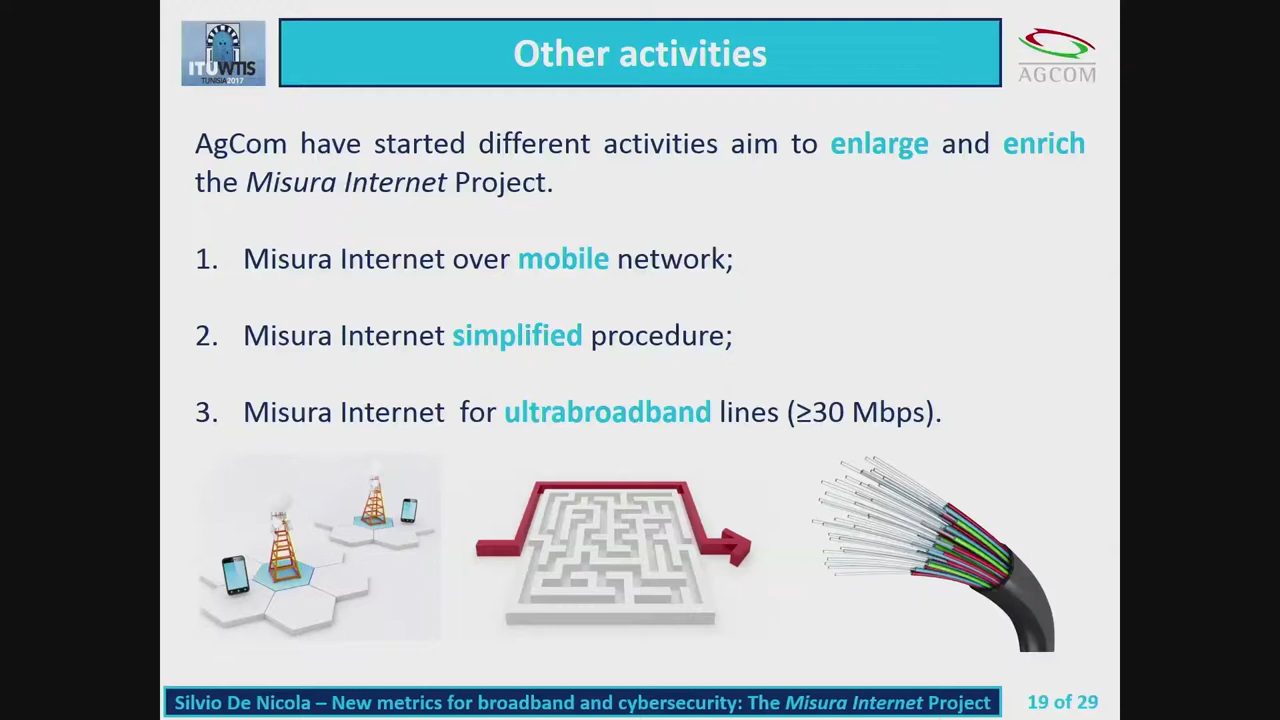 ITU WTIS
TUNISIA 2017
Other activities
AGCOM
AgCom have started different activities aim to enlarge and enrich
the Misura Internet Project.
1. Misura Internet over mobile network;
2. Misura Internet simplified procedure;
3. Misura Internet for ultrabroadband lines (≥30 Mbps).
Silvio De Nicola – New metrics for broadband and cybersecurity: The Misura Internet Project
19 of 29